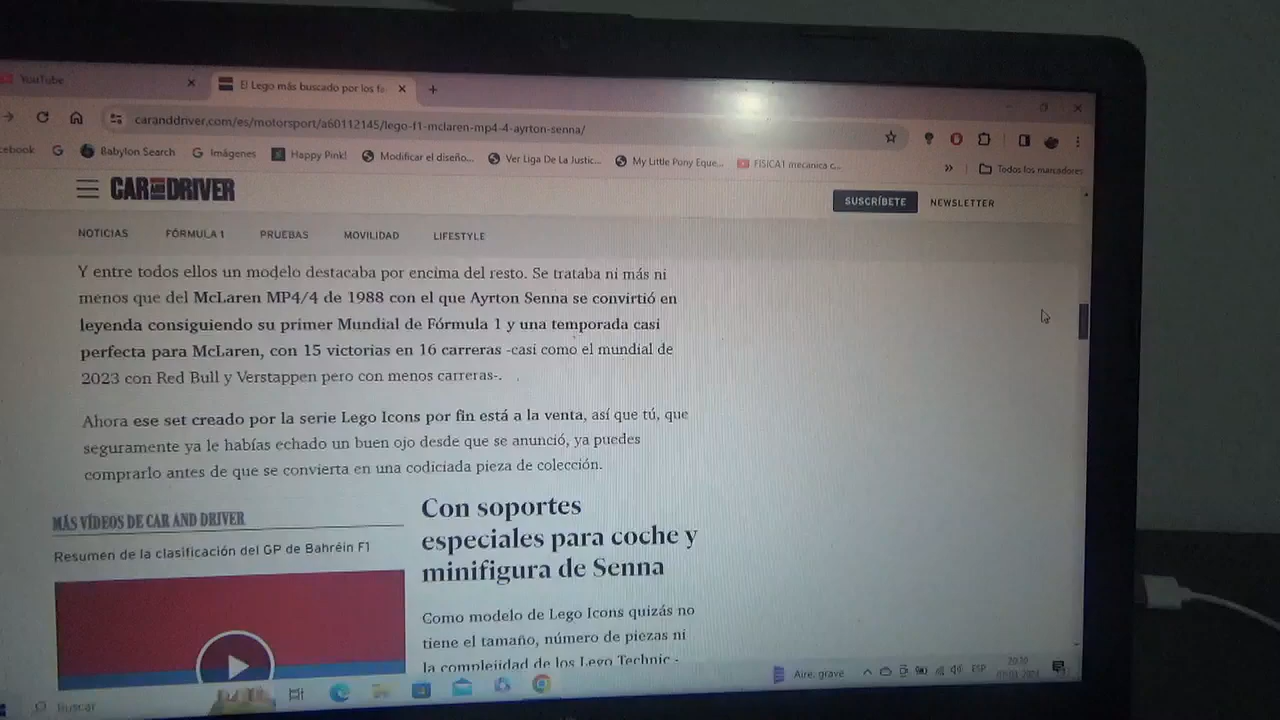 YouTube
El Lego más buscado por los fa
caranddriver.com/es/motorsport/a60112145/lego-f1-mclaren-mp4-4-ayrton-senna/
cebook
Babylon Search
Imágenes
Happy Pink!
Modificar el diseño...
Ver Liga De La Justic...
My Little Pony Eque...
FISICA1 mecanica c...
»
Todos los marcadores
CAR AND DRIVER
SUSCRÍBETE
NEWSLETTER
NOTICIAS
FÓRMULA 1
PRUEBAS
MOVILIDAD
LIFESTYLE
Y entre todos ellos un modelo destacaba por encima del resto. Se trataba ni más ni
menos que del McLaren MP4/4 de 1988 con el que Ayrton Senna se convirtió en
leyenda consiguiendo su primer Mundial de Fórmula 1 y una temporada casi
perfecta para McLaren, con 15 victorias en 16 carreras -casi como el mundial de
2023 con Red Bull y Verstappen pero con menos carreras-.
Ahora ese set creado por la serie Lego Icons por fin está a la venta, así que tú, que
seguramente ya le habías echado un buen ojo desde que se anunció, ya puedes
comprarlo antes de que se convierta en una codiciada pieza de colección.
MÁS VÍDEOS DE CAR AND DRIVER
Resumen de la clasificación del GP de Bahréin F1
Con soportes
especiales para coche y
minifigura de Senna
Como modelo de Lego Icons quizás no
tiene el tamaño, número de piezas ni
la complejidad de los Lego Technic -
Buscar
Aire, grave
ESP